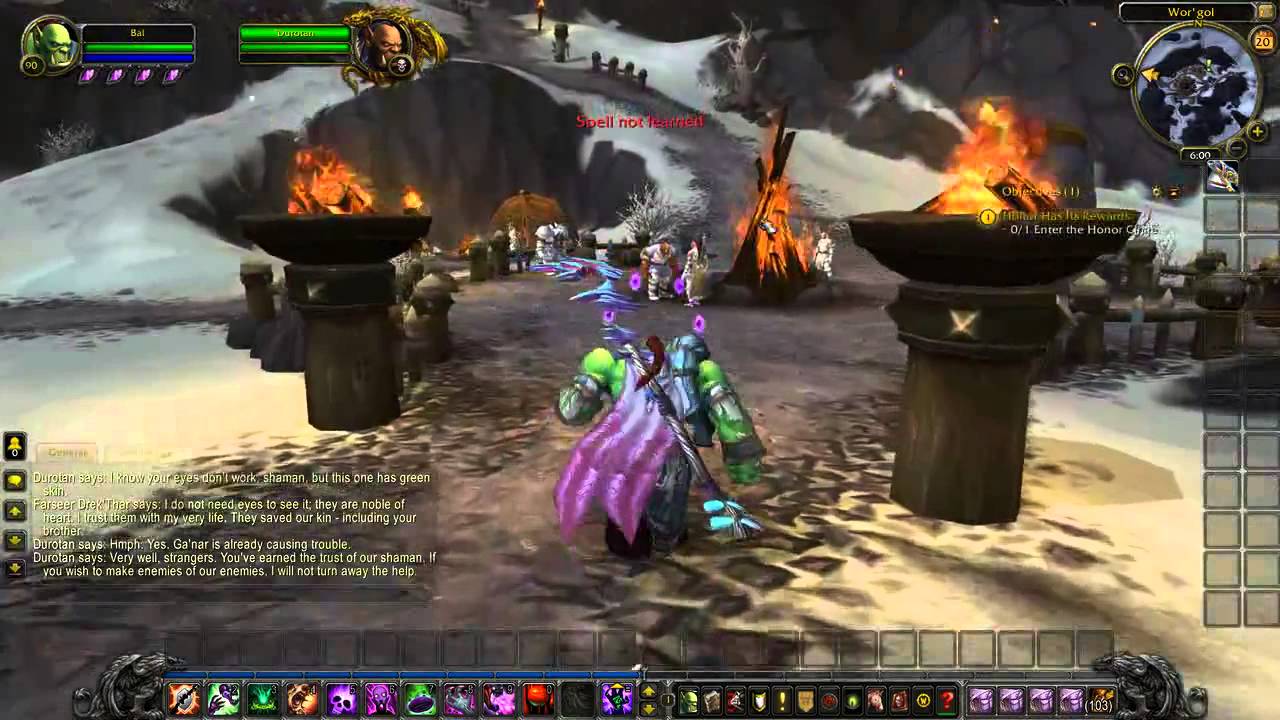 Bal
Durotan
Wor'gol
N
90
20
Spell not learned
6:00
Objectives (1)
Honor Has Its Rewards
- 0/1 Enter the Honor Circle
General
0
Durotan says: I know your eyes don't work, shaman, but this one has green
skin.
Farseer Drek'Thar says: I do not need eyes to see it; they are noble of
heart. I trust them with my very life. They saved our kin - including your
brother.
Durotan says: Hmph. Yes. Ga'nar is already causing trouble.
Durotan says: Very well, strangers. You've earned the trust of our shaman. If
you wish to make enemies of our enemies, I will not turn away the help.
1
(103)